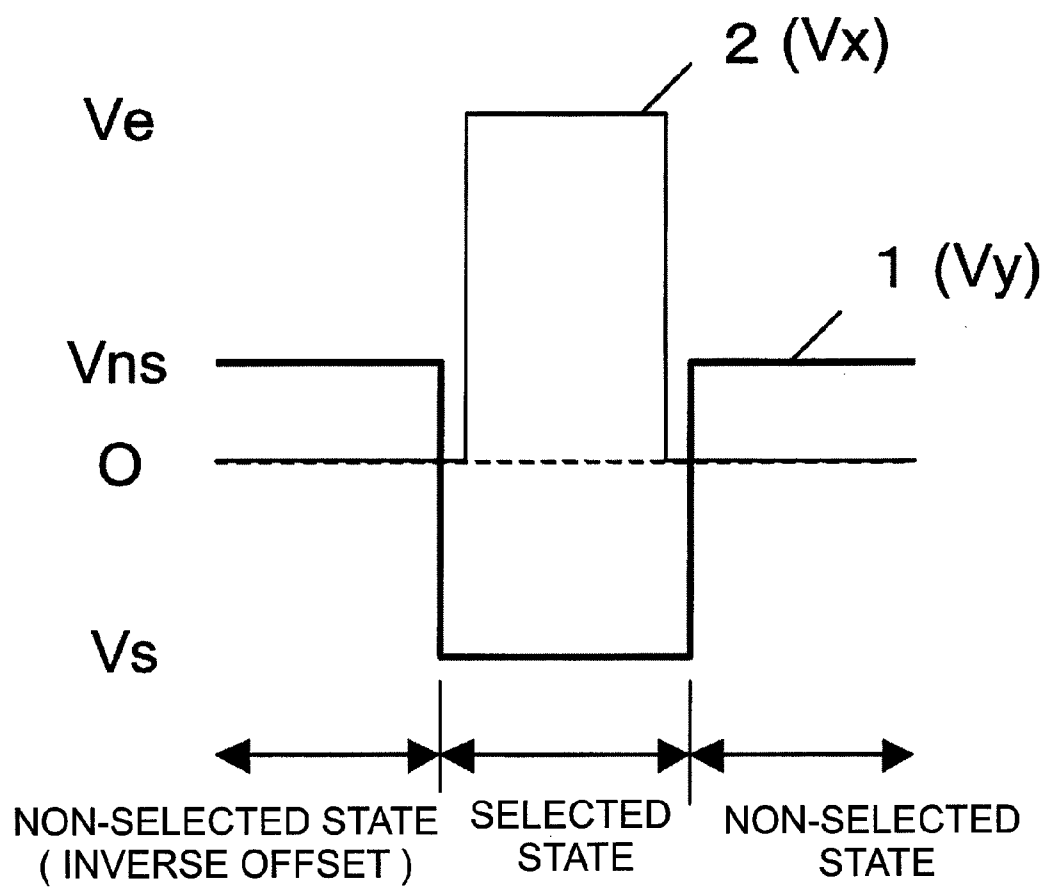 2 (Vx)
Ve
1 (Vy)
Vns
O
Vs
NON-SELECTED STATE
( INVERSE OFFSET )
SELECTED
STATE
NON-SELECTED
STATE